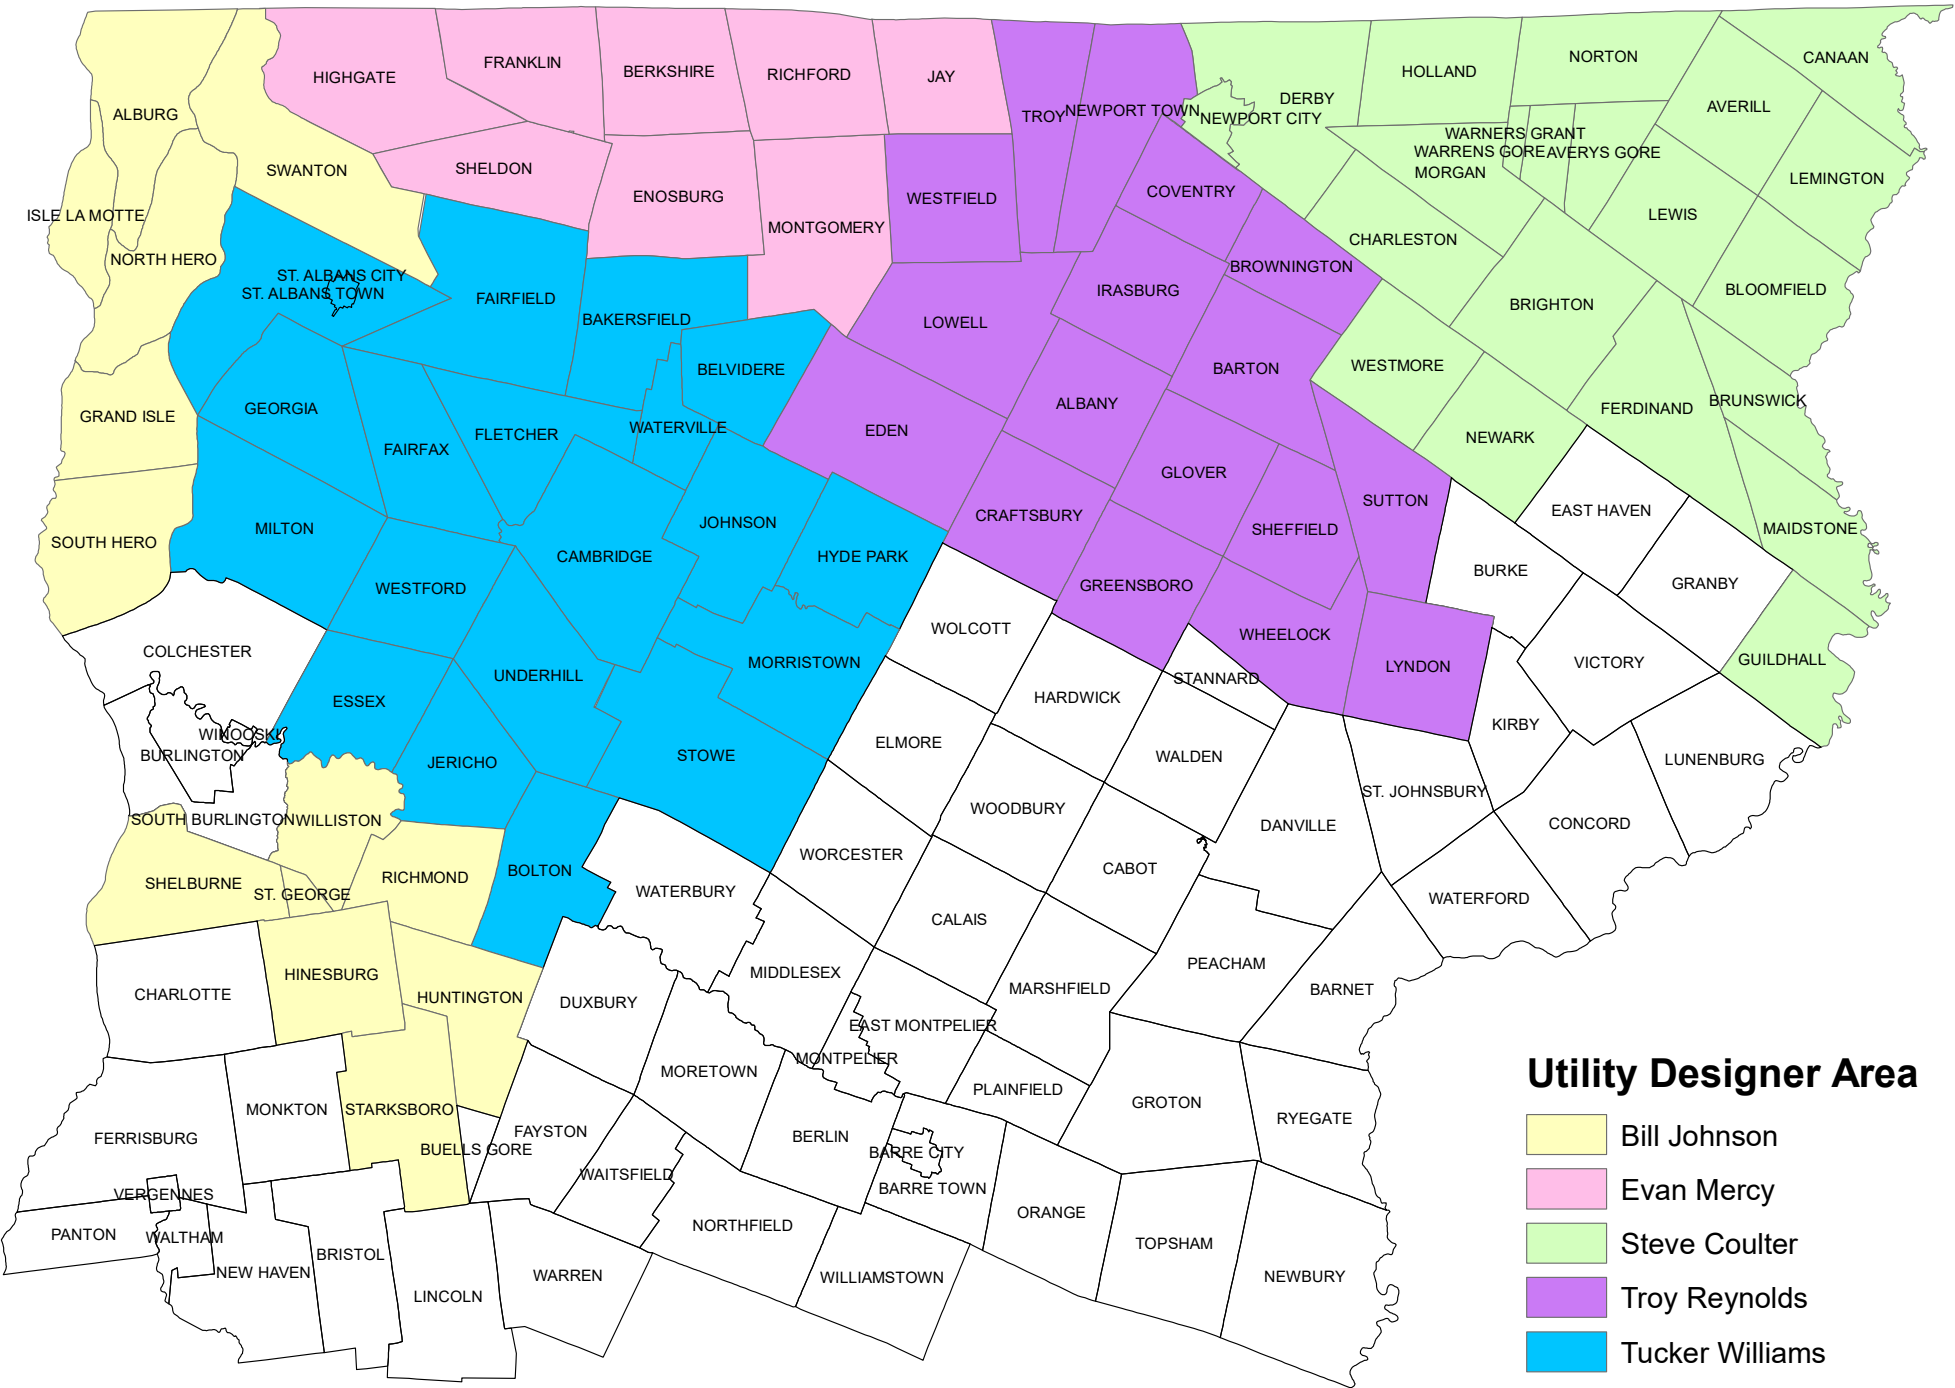 HIGHGATE
FRANKLIN
BERKSHIRE
RICHFORD
JAY
TROY
NEWPORT TOWN
NEWPORT CITY
DERBY
HOLLAND
NORTON
CANAAN
AVERILL
ALBURG
SWANTON
SHELDON
ENOSBURG
MONTGOMERY
WESTFIELD
COVENTRY
WARNERS GRANT
WARRENS GORE
AVERYS GORE
MORGAN
LEMINGTON
LEWIS
CHARLESTON
ISLE LA MOTTE
NORTH HERO
ST. ALBANS CITY
ST. ALBANS TOWN
FAIRFIELD
BAKERSFIELD
LOWELL
IRASBURG
BROWNINGTON
BRIGHTON
BLOOMFIELD
BELVIDERE
BARTON
WESTMORE
FERDINAND
BRUNSWICK
GRAND ISLE
GEORGIA
FAIRFAX
FLETCHER
WATERVILLE
EDEN
ALBANY
GLOVER
NEWARK
SUTTON
SOUTH HERO
MILTON
WESTFORD
CAMBRIDGE
JOHNSON
HYDE PARK
CRAFTSBURY
SHEFFIELD
EAST HAVEN
MAIDSTONE
GREENSBORO
BURKE
GRANBY
COLCHESTER
WOLCOTT
WHEELOCK
LYNDON
VICTORY
GUILDHALL
ESSEX
UNDERHILL
MORRISTOWN
HARDWICK
STANNARD
KIRBY
WINOOSKI
BURLINGTON
JERICHO
STOWE
ELMORE
WALDEN
LUNENBURG
SOUTH BURLINGTON
WILLISTON
WOODBURY
DANVILLE
ST. JOHNSBURY
CONCORD
SHELBURNE
ST. GEORGE
RICHMOND
BOLTON
WATERBURY
WORCESTER
CABOT
WATERFORD
CALAIS
CHARLOTTE
HINESBURG
HUNTINGTON
DUXBURY
MIDDLESEX
MARSHFIELD
PEACHAM
BARNET
EAST MONTPELIER
MONTPELIER
MORETOWN
PLAINFIELD
GROTON
RYEGATE
FERRISBURG
MONKTON
STARKSBORO
BUELLS GORE
FAYSTON
BERLIN
BARRE CITY
BARRE TOWN
WAITSFIELD
VERGENNES
PANTON
WALTHAM
NEW HAVEN
BRISTOL
LINCOLN
WARREN
NORTHFIELD
WILLIAMSTOWN
ORANGE
TOPSHAM
NEWBURY
Utility Designer Area
Bill Johnson
Evan Mercy
Steve Coulter
Troy Reynolds
Tucker Williams